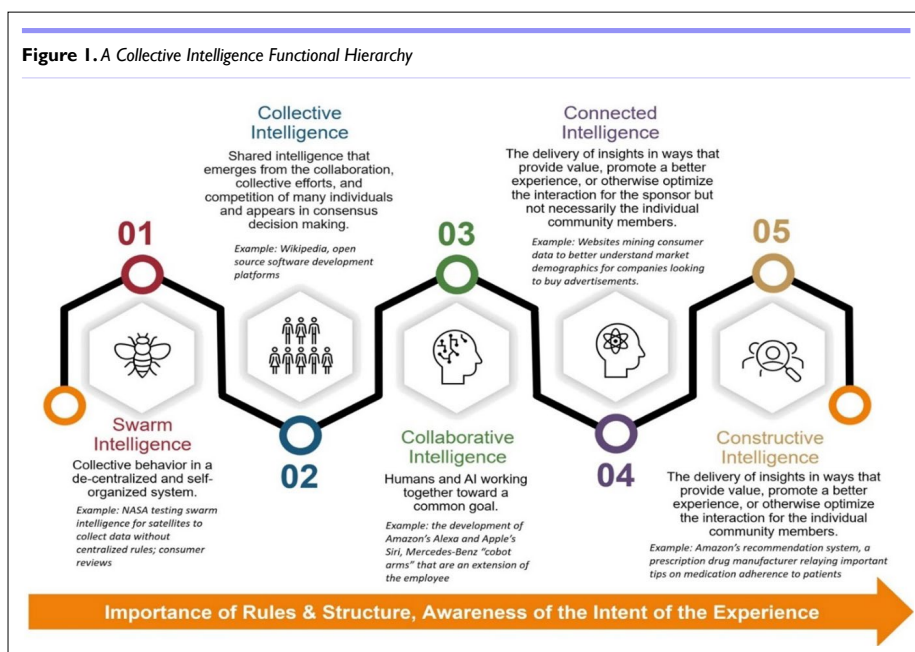 Figure 1. A Collective Intelligence Functional Hierarchy
01
Swarm
Intelligence
Collective behavior in a
de-centralized and self-
organized system.
Example: NASA testing swarm
intelligence for satellites to
collect data without
centralized rules; consumer
reviews
Collective
Intelligence
Shared intelligence that
emerges from the collaboration,
collective efforts, and
competition of many individuals
and appears in consensus
decision making.
Example: Wikipedia, open
source software development
platforms
02
03
Collaborative
Intelligence
Humans and AI working
together toward a
common goal.
Example: the development of
Amazon's Alexa and Apple's
Siri, Mercedes-Benz “cobot
arms” that are an extension of
the employee
Connected
Intelligence
The delivery of insights in ways that
provide value, promote a better
experience, or otherwise optimize
the interaction for the sponsor but
not necessarily the individual
community members.
Example: Websites mining consumer
data to better understand market
demographics for companies looking
to buy advertisements.
04
05
Constructive
Intelligence
The delivery of insights in ways that
provide value, promote a better
experience, or otherwise optimize
the interaction for the individual
community members.
Example: Amazon's recommendation system, a
prescription drug manufacturer relaying important
tips on medication adherence to patients
Importance of Rules & Structure, Awareness of the Intent of the Experience